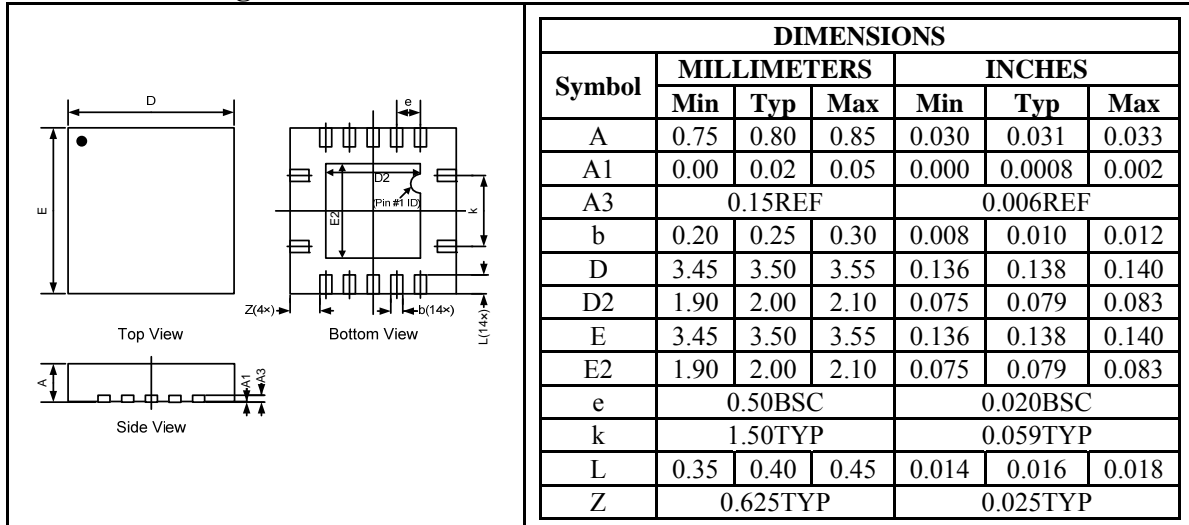 D
E
Top View
A
A1
A3
Side View
e
D2
(Pin #1 ID)
E2
k
Z(4×)
b(14×)
L(14×)
Bottom View
DIMENSIONS
Symbol MILLIMETERS INCHES
Min Typ Max Min Typ Max
A 0.75 0.80 0.85 0.030 0.031 0.033
A1 0.00 0.02 0.05 0.000 0.0008 0.002
A3 0.15REF 0.006REF
b 0.20 0.25 0.30 0.008 0.010 0.012
D 3.45 3.50 3.55 0.136 0.138 0.140
D2 1.90 2.00 2.10 0.075 0.079 0.083
E 3.45 3.50 3.55 0.136 0.138 0.140
E2 1.90 2.00 2.10 0.075 0.079 0.083
e 0.50BSC 0.020BSC
k 1.50TYP 0.059TYP
L 0.35 0.40 0.45 0.014 0.016 0.018
Z 0.625TYP 0.025TYP